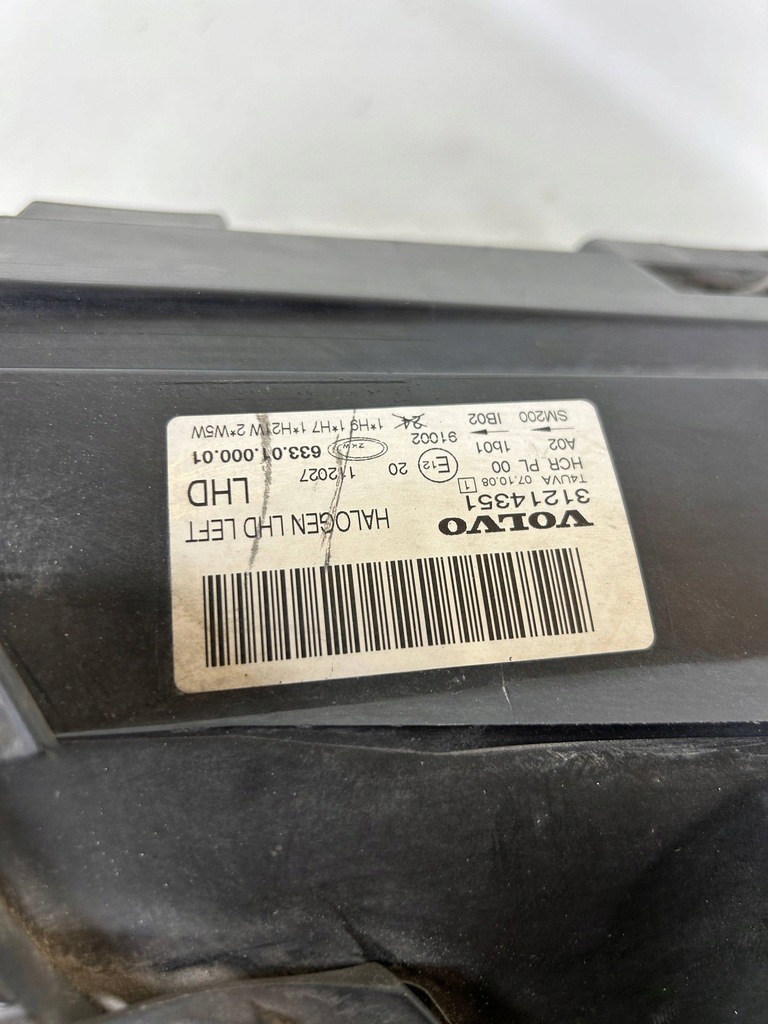 VOLVO HALOGEN LHD LEFT
31214351 LHD
T4UVA 07.10.08 1
HCR PL 00 E12 20 112027
ZKW 633.01.000.01
A02 1b01 91002
SM200 IB02 24 1*H9 1*H7 1*H21W 2*W5W